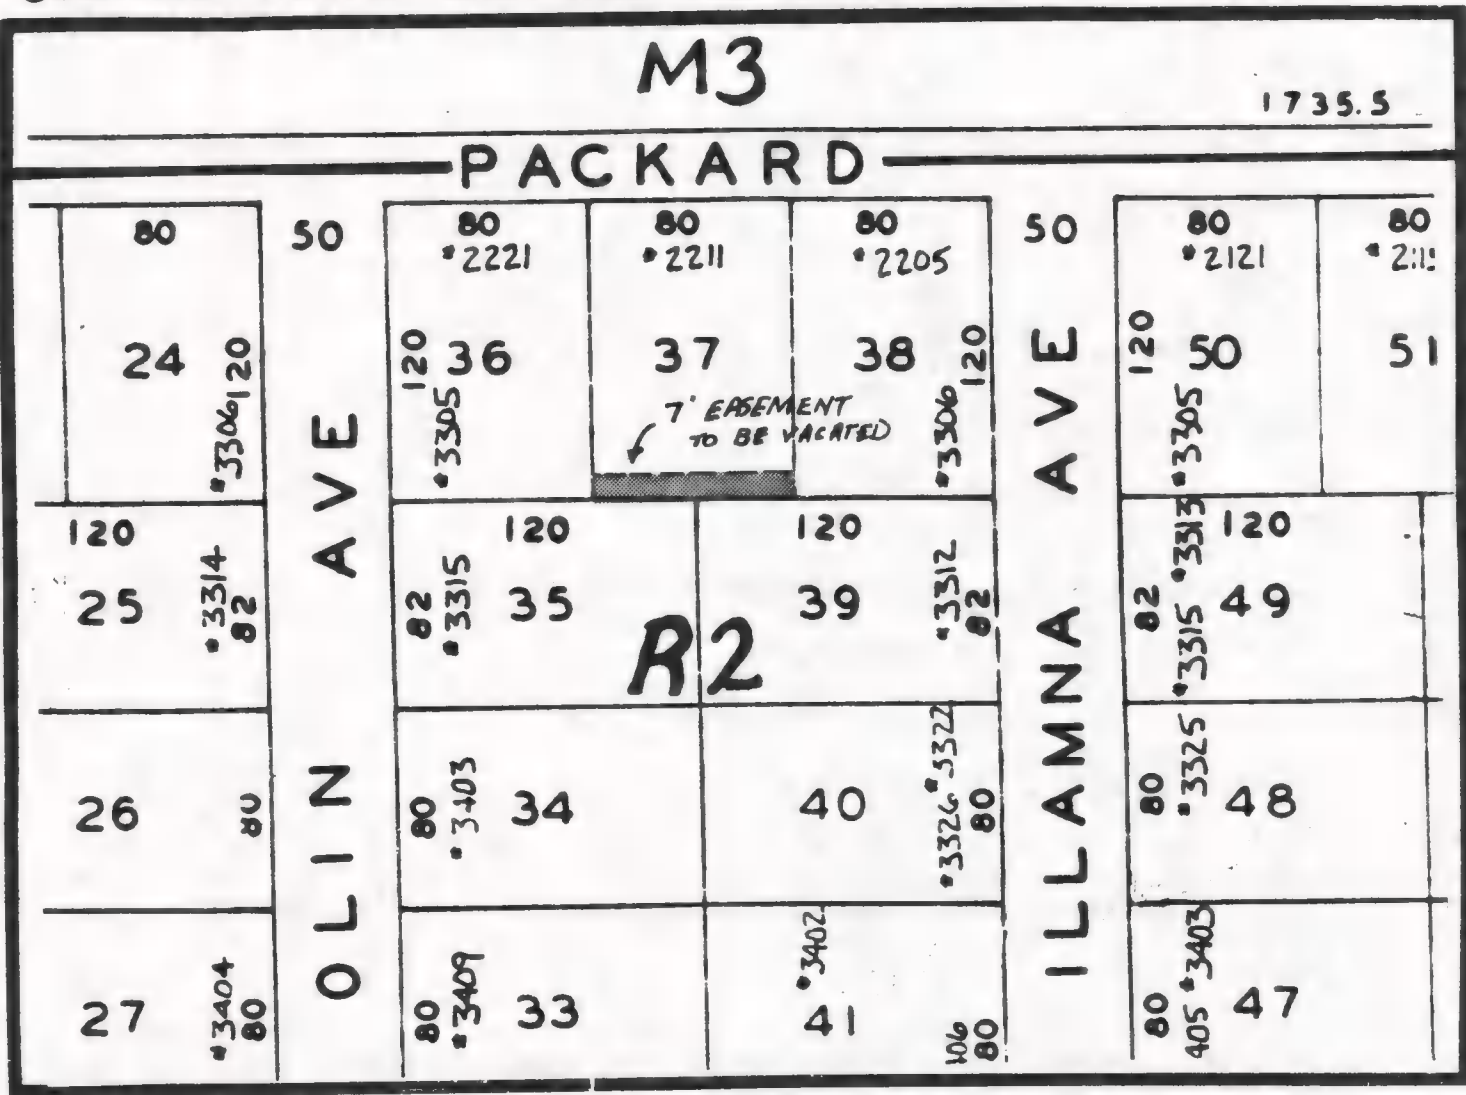 M3
1735.5
PACKARD
80 50 80 80 80 50 80 80
*2221 *2211 *2205 *2121
24 120 120 36 37 38 120 120 50 51
*3306 *3305 *3306 *3305
7' EASEMENT
TO BE VACATED
OLIN AVE
ILLAMNA AVE
120 120 120 120
25 *3314 82 82 *3315 35 39 *3312 82 82 *3315 *3313 49
R2
26 80 80 *3403 34 40 *3326 *3322 80 80 *3325 48
27 *3404 80 80 *3409 33 41 *3402 406 80 80 405 *3403 47